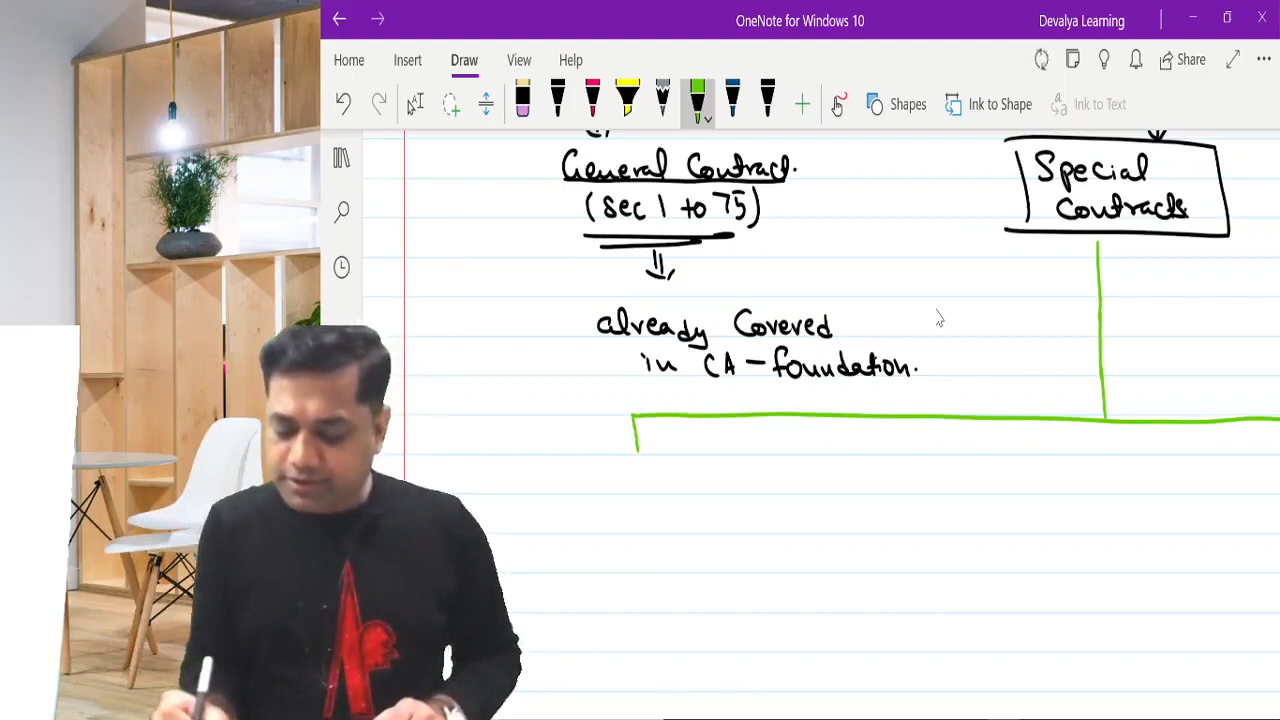 OneNote for Windows 10
Devalya Learning
Home Insert Draw View Help
Share
Shapes
Ink to Shape
Ink to Text
General Contract.
(Sec 1 to 75)
already Covered
in CA - foundation.
Special
Contracts